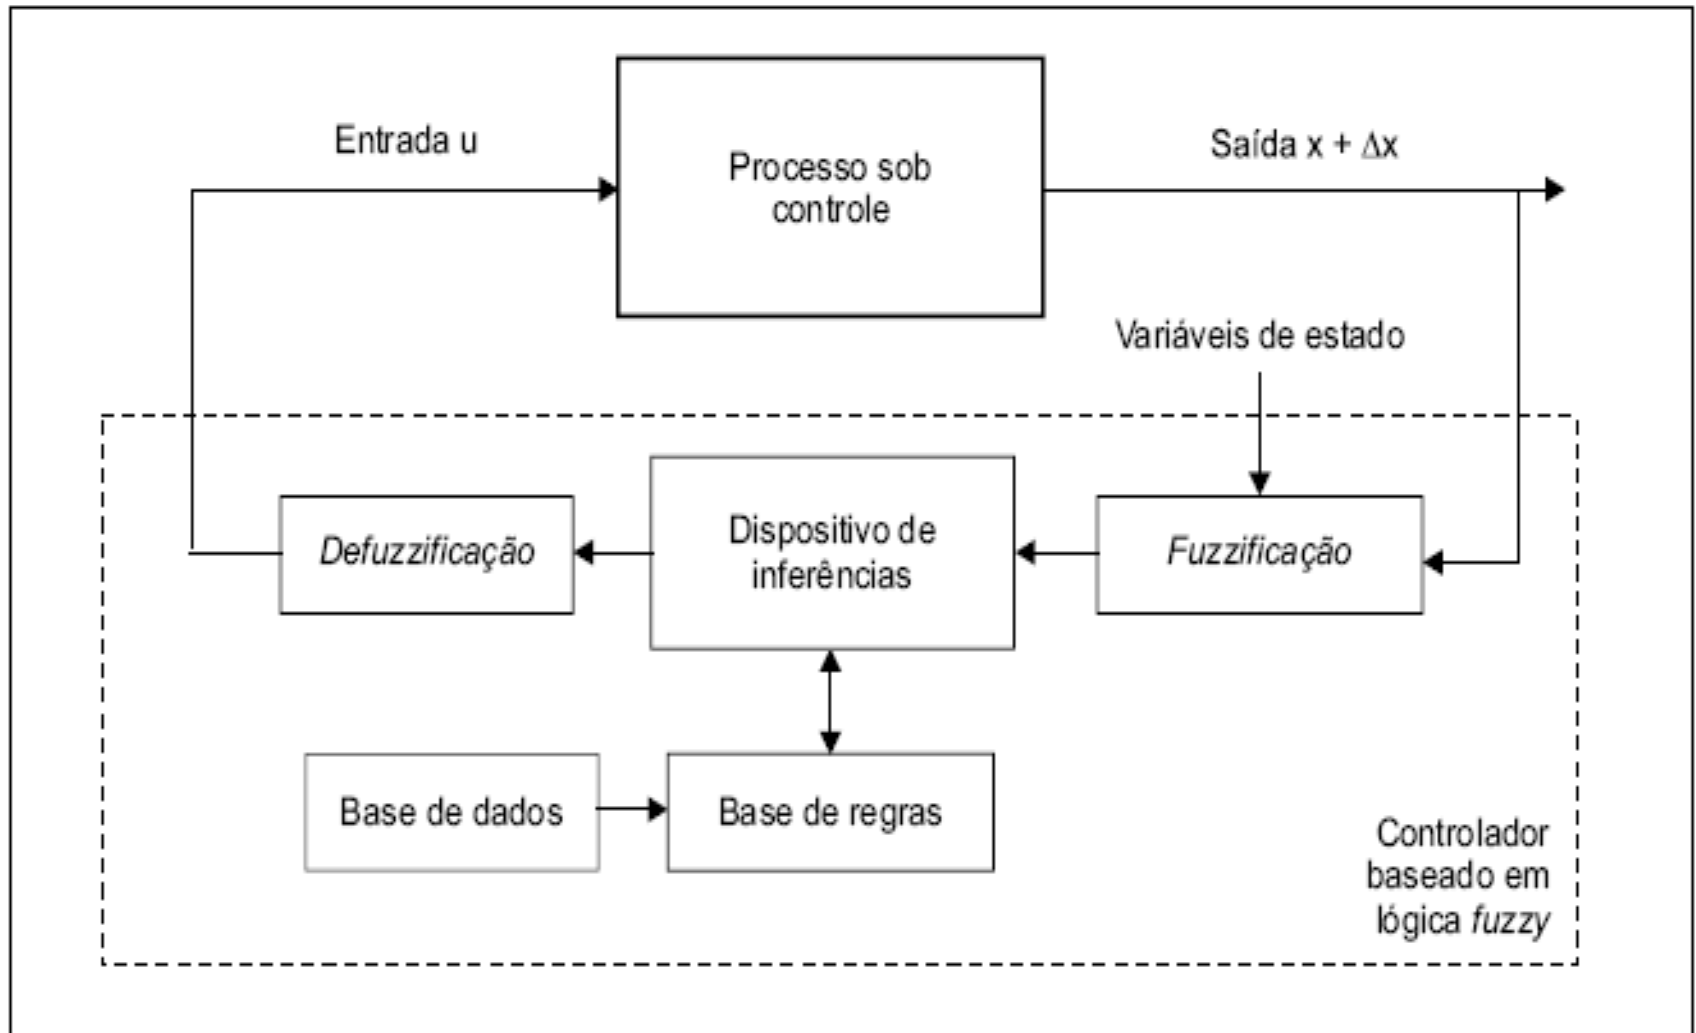 Entrada u
Processo sob
controle
Saída x + Δx
Variáveis de estado
Defuzzificação
Dispositivo de
inferências
Fuzzificação
Base de dados
Base de regras
Controlador
baseado em
lógica fuzzy